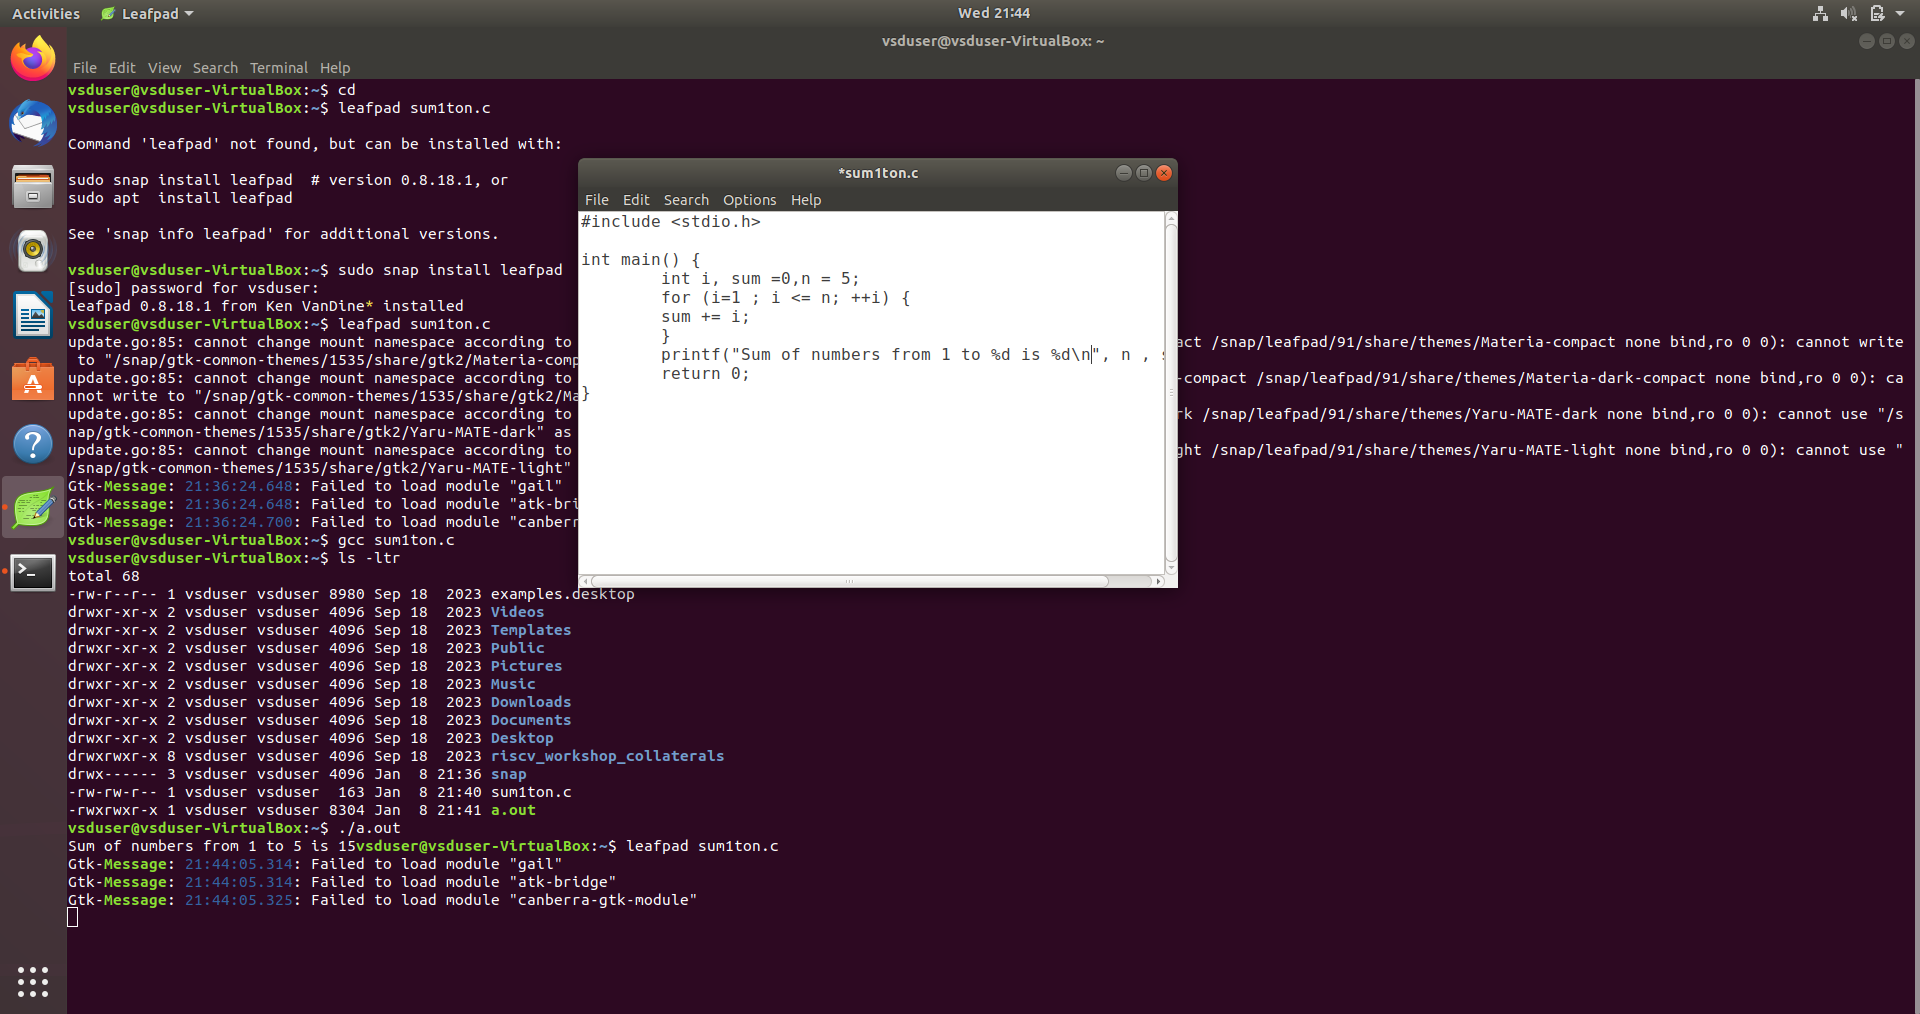 Activities
Leafpad
Wed 21:44
vsduser@vsduser-VirtualBox: ~
File Edit View Search Terminal Help
vsduser@vsduser-VirtualBox:~$ cd
vsduser@vsduser-VirtualBox:~$ leafpad sum1ton.c
Command 'leafpad' not found, but can be installed with:
sudo snap install leafpad  # version 0.8.18.1, or
sudo apt  install leafpad
See 'snap info leafpad' for additional versions.
vsduser@vsduser-VirtualBox:~$ sudo snap install leafpad
[sudo] password for vsduser:
leafpad 0.8.18.1 from Ken VanDine* installed
vsduser@vsduser-VirtualBox:~$ leafpad sum1ton.c
update.go:85: cannot change mount namespace according to act /snap/leafpad/91/share/themes/Materia-compact none bind,ro 0 0): cannot write
 to "/snap/gtk-common-themes/1535/share/gtk2/Materia-comp
update.go:85: cannot change mount namespace according to -compact /snap/leafpad/91/share/themes/Materia-dark-compact none bind,ro 0 0): ca
nnot write to "/snap/gtk-common-themes/1535/share/gtk2/Ma
update.go:85: cannot change mount namespace according to rk /snap/leafpad/91/share/themes/Yaru-MATE-dark none bind,ro 0 0): cannot use "/s
nap/gtk-common-themes/1535/share/gtk2/Yaru-MATE-dark" as
update.go:85: cannot change mount namespace according to ght /snap/leafpad/91/share/themes/Yaru-MATE-light none bind,ro 0 0): cannot use "
/snap/gtk-common-themes/1535/share/gtk2/Yaru-MATE-light"
Gtk-Message: 21:36:24.648: Failed to load module "gail"
Gtk-Message: 21:36:24.648: Failed to load module "atk-bri
Gtk-Message: 21:36:24.700: Failed to load module "canberr
vsduser@vsduser-VirtualBox:~$ gcc sum1ton.c
vsduser@vsduser-VirtualBox:~$ ls -ltr
total 68
-rw-r--r-- 1 vsduser vsduser 8980 Sep 18  2023 examples.desktop
drwxr-xr-x 2 vsduser vsduser 4096 Sep 18  2023 Videos
drwxr-xr-x 2 vsduser vsduser 4096 Sep 18  2023 Templates
drwxr-xr-x 2 vsduser vsduser 4096 Sep 18  2023 Public
drwxr-xr-x 2 vsduser vsduser 4096 Sep 18  2023 Pictures
drwxr-xr-x 2 vsduser vsduser 4096 Sep 18  2023 Music
drwxr-xr-x 2 vsduser vsduser 4096 Sep 18  2023 Downloads
drwxr-xr-x 2 vsduser vsduser 4096 Sep 18  2023 Documents
drwxr-xr-x 2 vsduser vsduser 4096 Sep 18  2023 Desktop
drwxrwxr-x 8 vsduser vsduser 4096 Sep 18  2023 riscv_workshop_collaterals
drwx------ 3 vsduser vsduser 4096 Jan  8 21:36 snap
-rw-rw-r-- 1 vsduser vsduser  163 Jan  8 21:40 sum1ton.c
-rwxrwxr-x 1 vsduser vsduser 8304 Jan  8 21:41 a.out
vsduser@vsduser-VirtualBox:~$ ./a.out
Sum of numbers from 1 to 5 is 15vsduser@vsduser-VirtualBox:~$ leafpad sum1ton.c
Gtk-Message: 21:44:05.314: Failed to load module "gail"
Gtk-Message: 21:44:05.314: Failed to load module "atk-bridge"
Gtk-Message: 21:44:05.325: Failed to load module "canberra-gtk-module"
*sum1ton.c
File Edit Search Options Help
#include <stdio.h>
int main() {
int i, sum =0,n = 5;
for (i=1 ; i <= n; ++i) {
sum += i;
}
printf("Sum of numbers from 1 to %d is %d\n", n ,
return 0;
}